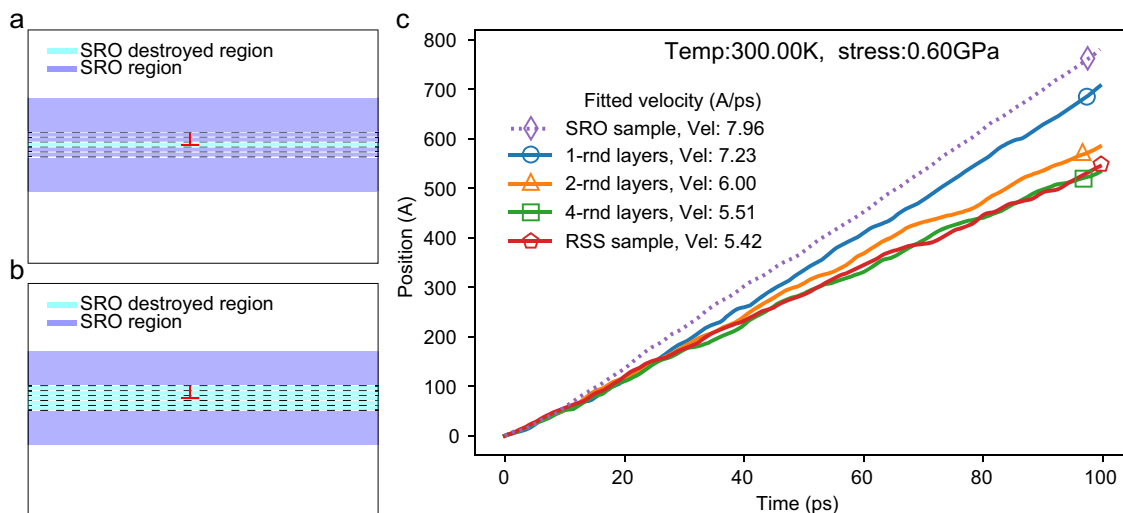 a
SRO destroyed region
SRO region
b
SRO destroyed region
SRO region
c
Temp:300.00K, stress:0.60GPa
Fitted velocity (A/ps)
SRO sample, Vel: 7.96
1-rnd layers, Vel: 7.23
2-rnd layers, Vel: 6.00
4-rnd layers, Vel: 5.51
RSS sample, Vel: 5.42
Position (A)
800
700
600
500
400
300
200
100
0
0 20 40 60 80 100
Time (ps)